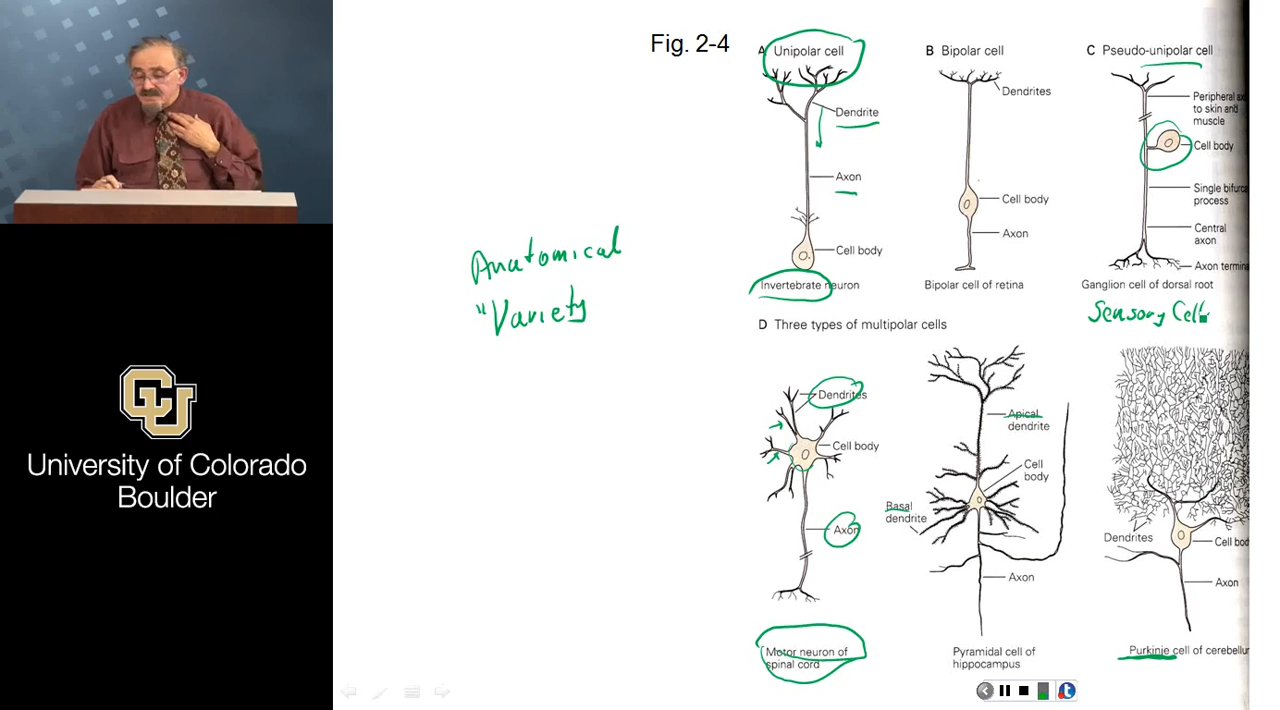 Fig. 2-4
A Unipolar cell
Dendrite
Axon
Cell body
Invertebrate neuron
B Bipolar cell
Dendrites
Cell body
Axon
Bipolar cell of retina
C Pseudo-unipolar cell
Peripheral ax
to skin and
muscle
Cell body
Single bifurca
process
Central
axon
Axon termina
Ganglion cell of dorsal root
Sensory Cell
Anatomical
"Variety
D Three types of multipolar cells
Dendrites
Cell body
Axon
Motor neuron of
spinal cord
Apical
dendrite
Cell
body
Basal
dendrite
Axon
Pyramidal cell of
hippocampus
Dendrites
Cell bod
Axon
Purkinje cell of cerebellu
CU
University of Colorado
Boulder
t